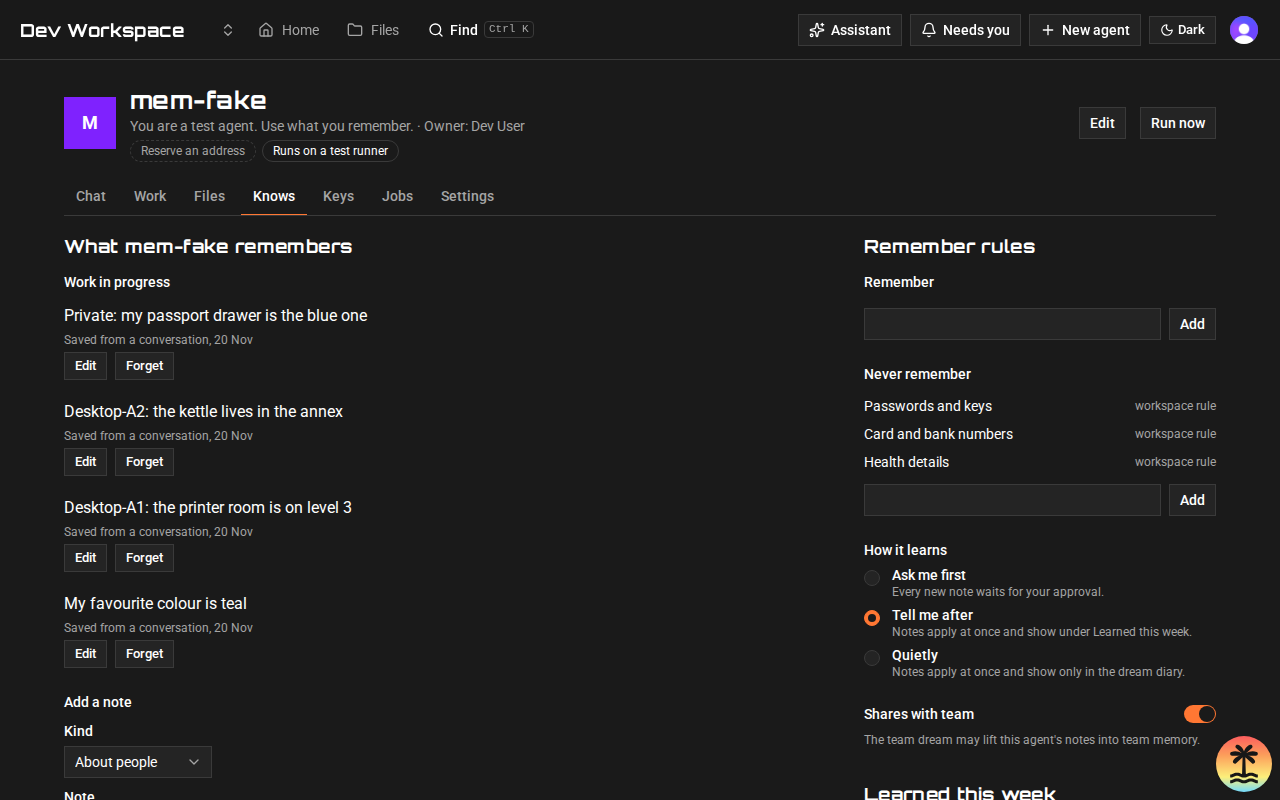 Dev Workspace
Home
Files
Find Ctrl K
Assistant
Needs you
New agent
Dark
M
mem-fake
You are a test agent. Use what you remember. · Owner: Dev User
Reserve an address
Runs on a test runner
Edit
Run now
Chat
Work
Files
Knows
Keys
Jobs
Settings
What mem-fake remembers
Work in progress
Private: my passport drawer is the blue one
Saved from a conversation, 20 Nov
Edit
Forget
Desktop-A2: the kettle lives in the annex
Saved from a conversation, 20 Nov
Edit
Forget
Desktop-A1: the printer room is on level 3
Saved from a conversation, 20 Nov
Edit
Forget
My favourite colour is teal
Saved from a conversation, 20 Nov
Edit
Forget
Add a note
Kind
About people
Note
Remember rules
Remember
Add
Never remember
Passwords and keys workspace rule
Card and bank numbers workspace rule
Health details workspace rule
Add
How it learns
Ask me first
Every new note waits for your approval.
Tell me after
Notes apply at once and show under Learned this week.
Quietly
Notes apply at once and show only in the dream diary.
Shares with team
The team dream may lift this agent's notes into team memory.
Learned this week